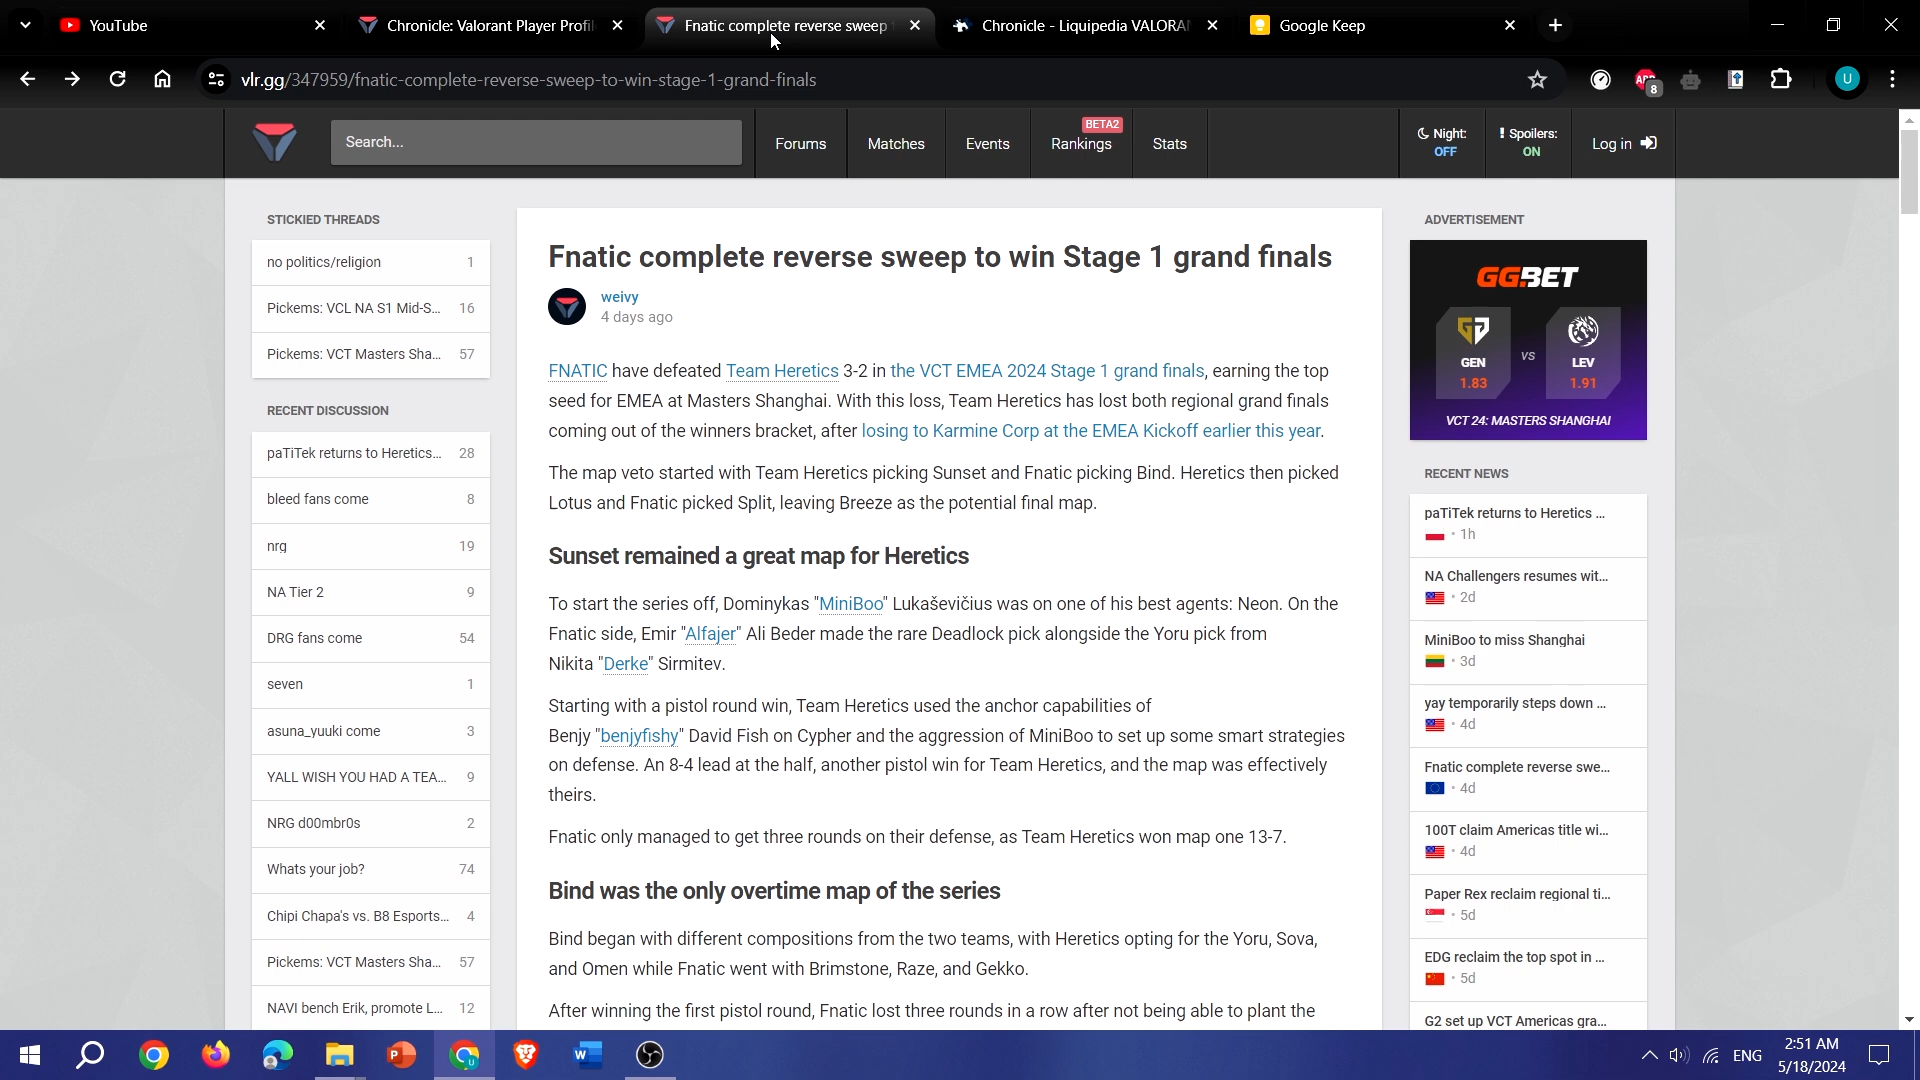 YouTube
Chronicle: Valorant Player Profil
Fnatic complete reverse sweep
Chronicle - Liquipedia VALORA
Google Keep
vlr.gg/347959/fnatic-complete-reverse-sweep-to-win-stage-1-grand-finals
ABP
8
U
Search...
Forums
Matches
Events
BETA2
Rankings
Stats
Night:
OFF
! Spoilers:
ON
Log in
STICKIED THREADS
no politics/religion 1
Pickems: VCL NA S1 Mid-S... 16
Pickems: VCT Masters Sha... 57
RECENT DISCUSSION
paTiTek returns to Heretics... 28
bleed fans come 8
nrg 19
NA Tier 2 9
DRG fans come 54
seven 1
asuna_yuuki come 3
YALL WISH YOU HAD A TEA... 9
NRG d00mbr0s 2
Whats your job? 74
Chipi Chapa's vs. B8 Esports... 4
Pickems: VCT Masters Sha... 57
NAVI bench Erik, promote L... 12
Fnatic complete reverse sweep to win Stage 1 grand finals
weivy
4 days ago
FNATIC have defeated Team Heretics 3-2 in the VCT EMEA 2024 Stage 1 grand finals, earning the top
seed for EMEA at Masters Shanghai. With this loss, Team Heretics has lost both regional grand finals
coming out of the winners bracket, after losing to Karmine Corp at the EMEA Kickoff earlier this year.
The map veto started with Team Heretics picking Sunset and Fnatic picking Bind. Heretics then picked
Lotus and Fnatic picked Split, leaving Breeze as the potential final map.
Sunset remained a great map for Heretics
To start the series off, Dominykas "MiniBoo" Lukaševičius was on one of his best agents: Neon. On the
Fnatic side, Emir "Alfajer" Ali Beder made the rare Deadlock pick alongside the Yoru pick from
Nikita "Derke" Sirmitev.
Starting with a pistol round win, Team Heretics used the anchor capabilities of
Benjy "benjyfishy" David Fish on Cypher and the aggression of MiniBoo to set up some smart strategies
on defense. An 8-4 lead at the half, another pistol win for Team Heretics, and the map was effectively
theirs.
Fnatic only managed to get three rounds on their defense, as Team Heretics won map one 13-7.
Bind was the only overtime map of the series
Bind began with different compositions from the two teams, with Heretics opting for the Yoru, Sova,
and Omen while Fnatic went with Brimstone, Raze, and Gekko.
After winning the first pistol round, Fnatic lost three rounds in a row after not being able to plant the
ADVERTISEMENT
GG.BET
GEN
1.83
VS
LEV
1.91
VCT 24: MASTERS SHANGHAI
RECENT NEWS
paTiTek returns to Heretics ...
• 1h
NA Challengers resumes wit...
• 2d
MiniBoo to miss Shanghai
• 3d
yay temporarily steps down ...
• 4d
Fnatic complete reverse swe...
• 4d
100T claim Americas title wi...
• 4d
Paper Rex reclaim regional ti...
• 5d
EDG reclaim the top spot in ...
• 5d
G2 set up VCT Americas gra...
ENG
2:51 AM
5/18/2024